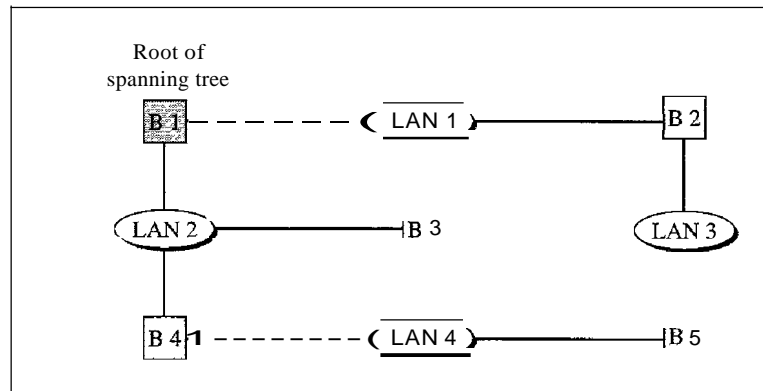 Root of
spanning tree
B 1
LAN 1
B 2
LAN 2
B 3
LAN 3
B 4
LAN 4
B 5